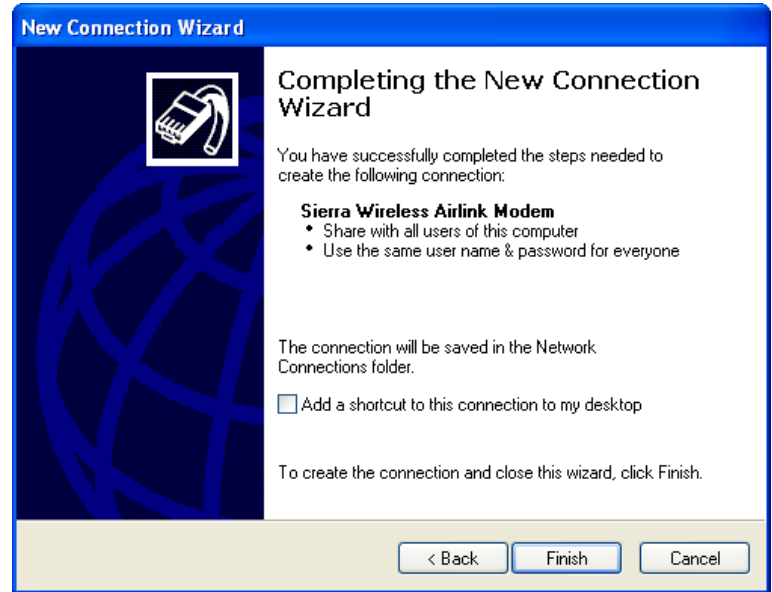 New Connection Wizard
Completing the New Connection
Wizard
You have successfully completed the steps needed to
create the following connection:
Sierra Wireless Airlink Modem
• Share with all users of this computer
• Use the same user name & password for everyone
The connection will be saved in the Network
Connections folder.
Add a shortcut to this connection to my desktop
To create the connection and close this wizard, click Finish.
< Back Finish Cancel